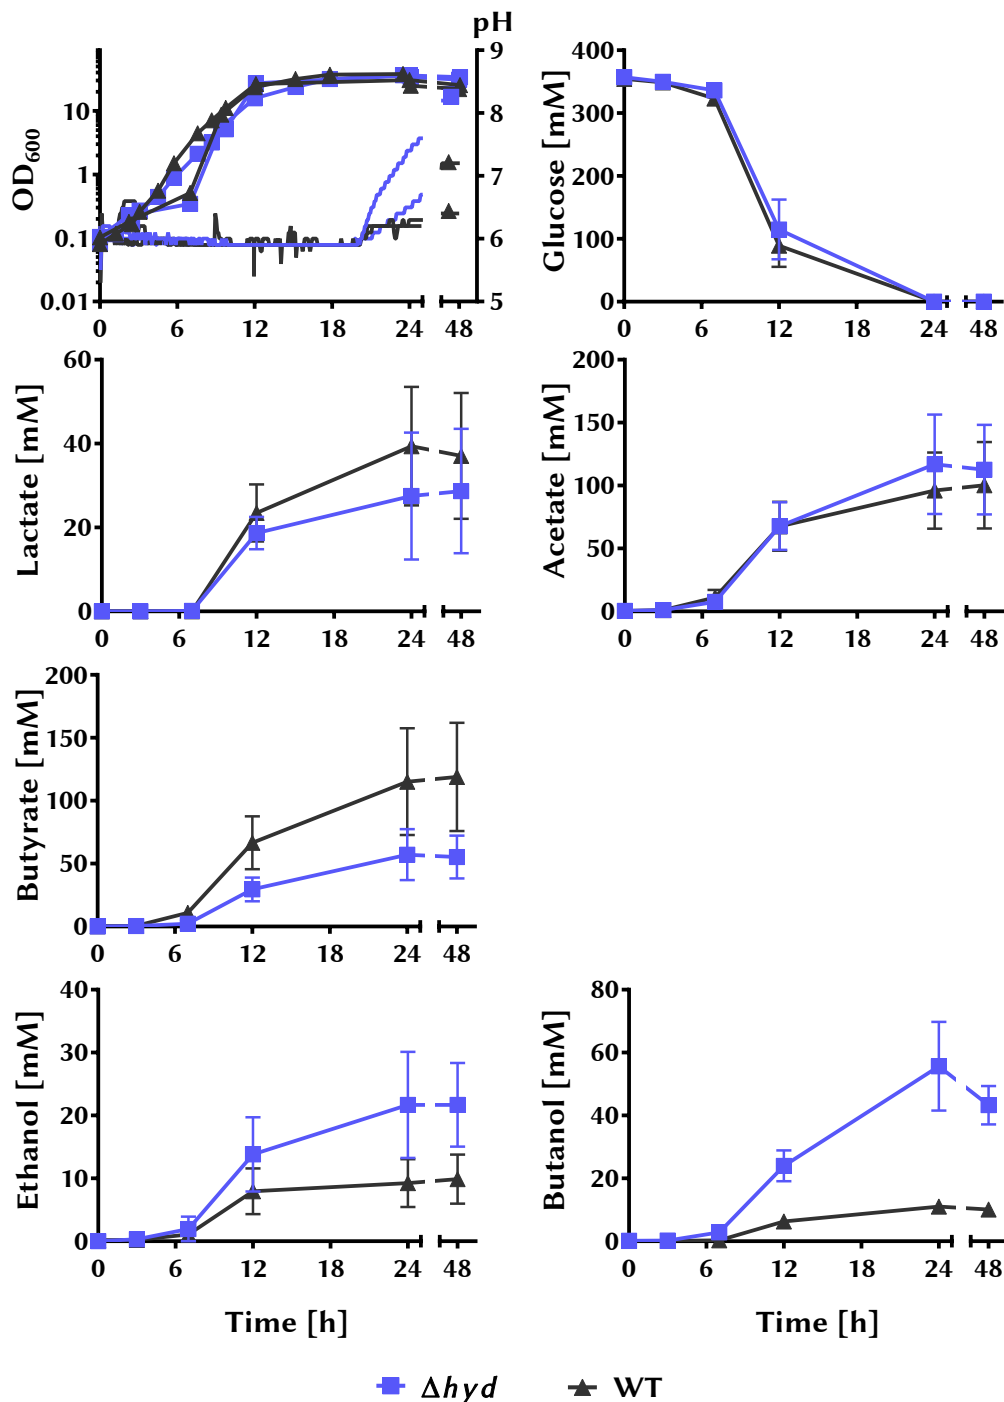 pH
OD600
10
1
0.1
0.01
9
8
7
6
5
0 6 12 18 24 48
Glucose [mM]
400
300
200
100
0
0 6 12 18 24 48
Lactate [mM]
60
40
20
0
0 6 12 18 24 48
Acetate [mM]
200
150
100
50
0
0 6 12 18 24 48
Butyrate [mM]
200
150
100
50
0
0 6 12 18 24 48
Ethanol [mM]
40
30
20
10
0
0 6 12 18 24 48
Time [h]
Butanol [mM]
80
60
40
20
0
0 6 12 18 24 48
Time [h]
Δhyd WT